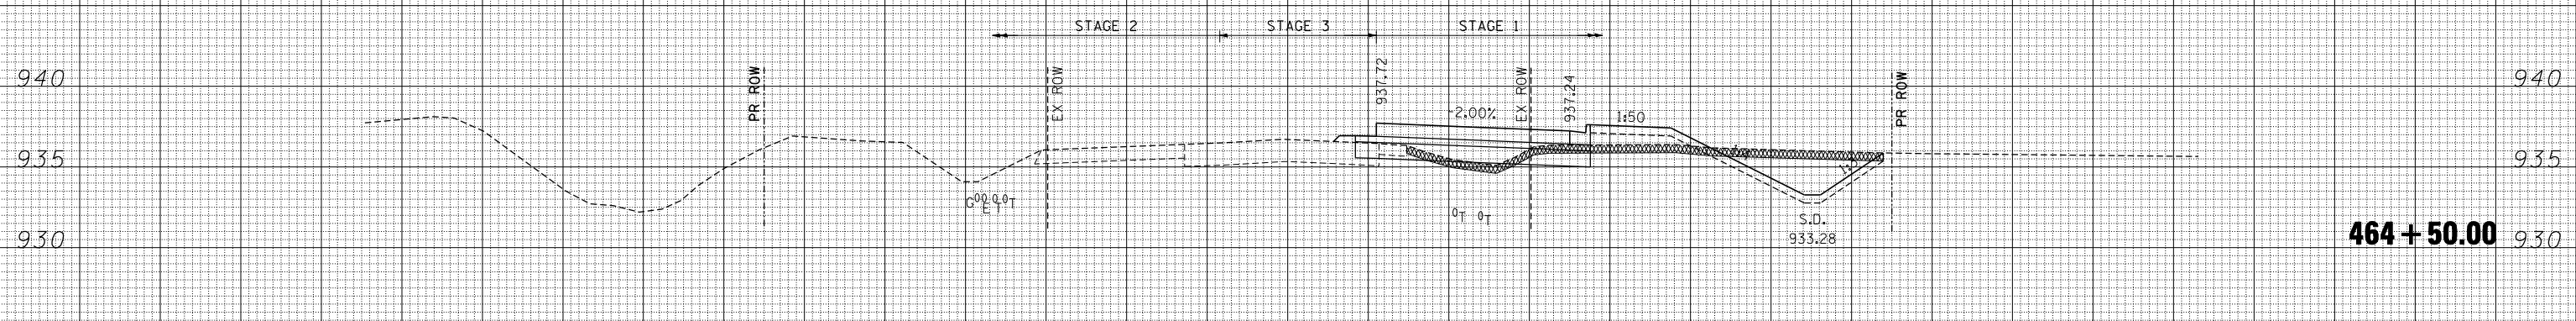 STAGE 2 STAGE 3 STAGE 1
940 PR ROW EX ROW 937.72 EX ROW 937.24 PR ROW 940
-2.00% 1:50
935 935
G E T T
T T
S.D.
930 933.28 464+50.00 930